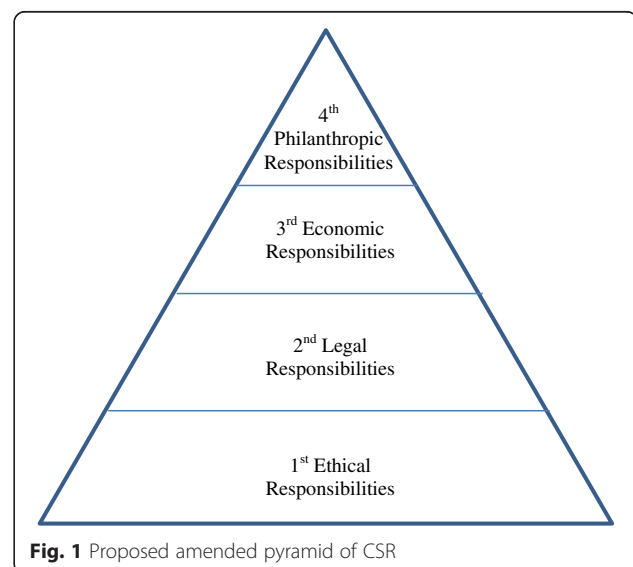 4th
Philanthropic
Responsibilities
3rd Economic
Responsibilities
2nd Legal
Responsibilities
1st Ethical
Responsibilities
Fig. 1 Proposed amended pyramid of CSR